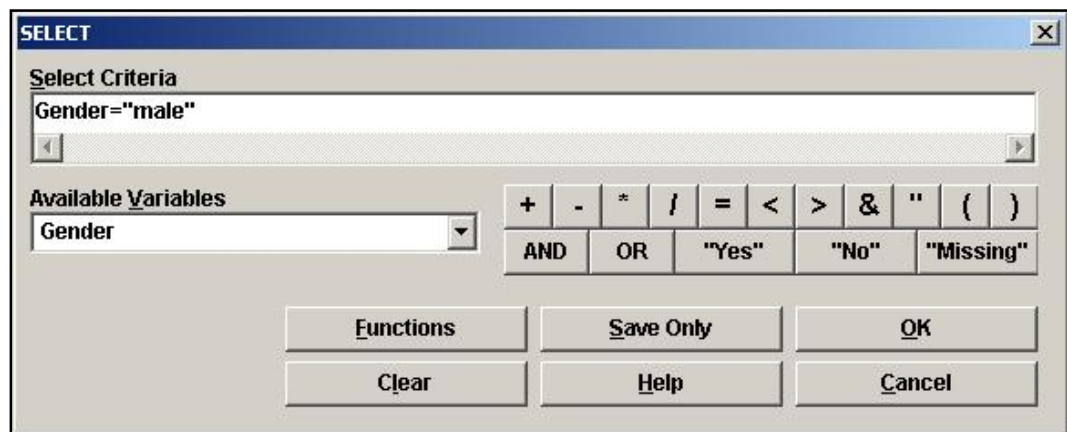 SELECT
Select Criteria
Gender="male"
Available Variables
Gender
+ - * / = < > & " ( )
AND OR "Yes" "No" "Missing"
Functions Save Only OK
Clear Help Cancel